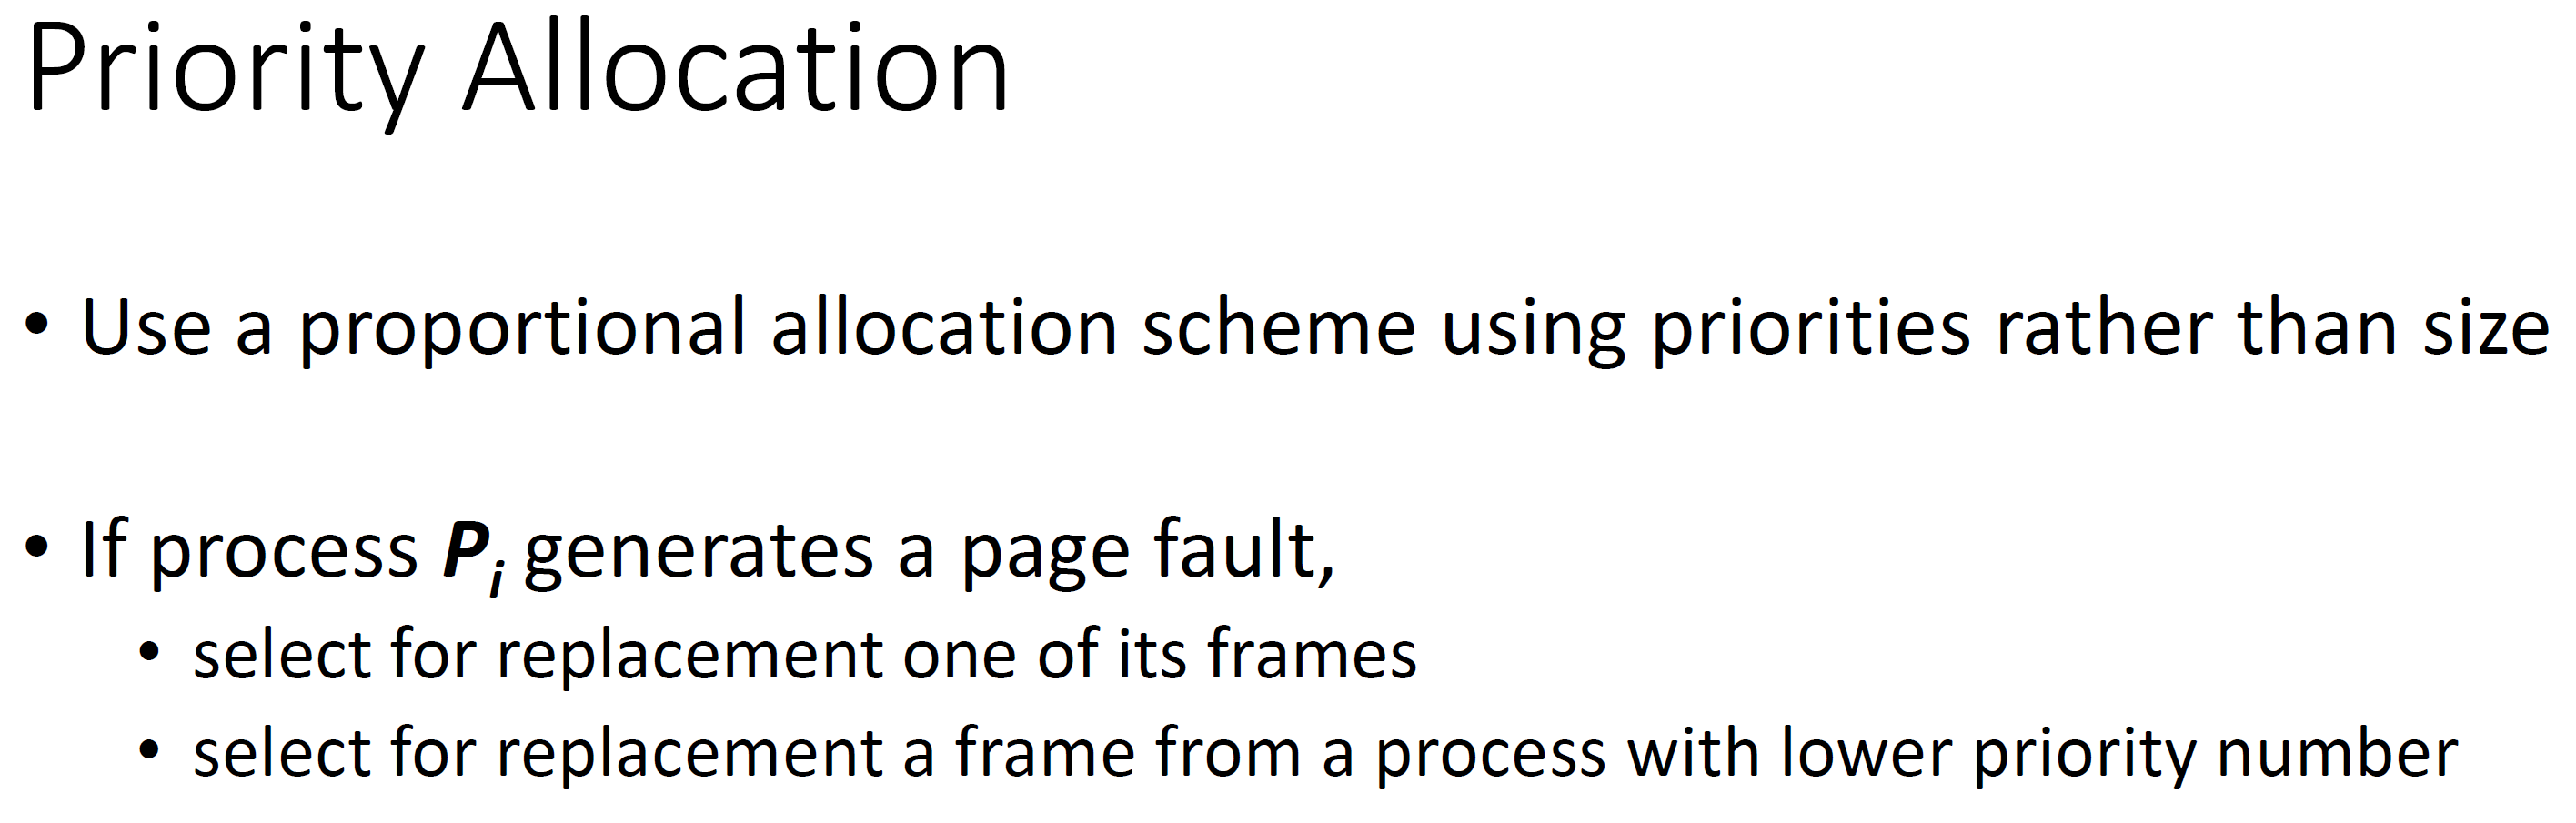 Priority Allocation
• Use a proportional allocation scheme using priorities rather than size
• If process Pi generates a page fault,
• select for replacement one of its frames
• select for replacement a frame from a process with lower priority number